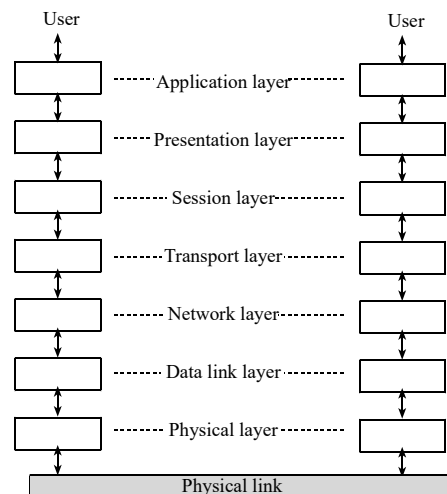 User
User
Application layer
Presentation layer
Session layer
Transport layer
Network layer
Data link layer
Physical layer
Physical link